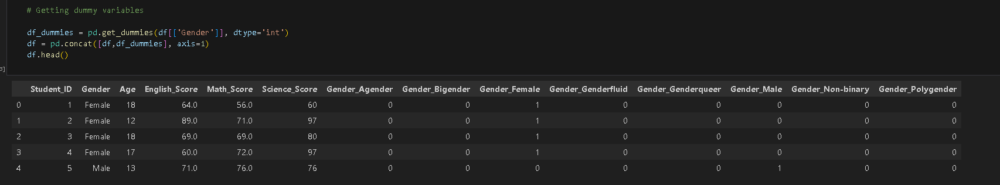 # Getting dummy variables
df_dummies = pd.get_dummies(df[['Gender']], dtype='int')
df = pd.concat([df,df_dummies], axis=1)
df.head()
3]
Student_ID Gender Age English_Score Math_Score Science_Score Gender_Agender Gender_Bigender Gender_Female Gender_Genderfluid Gender_Genderqueer Gender_Male Gender_Non-binary Gender_Polygender
0 1 Female 18 64.0 56.0 60 0 0 1 0 0 0 0 0
1 2 Female 12 89.0 71.0 97 0 0 1 0 0 0 0 0
2 3 Female 18 69.0 69.0 80 0 0 1 0 0 0 0 0
3 4 Female 17 60.0 72.0 97 0 0 1 0 0 0 0 0
4 5 Male 13 71.0 76.0 76 0 0 0 0 0 1 0 0